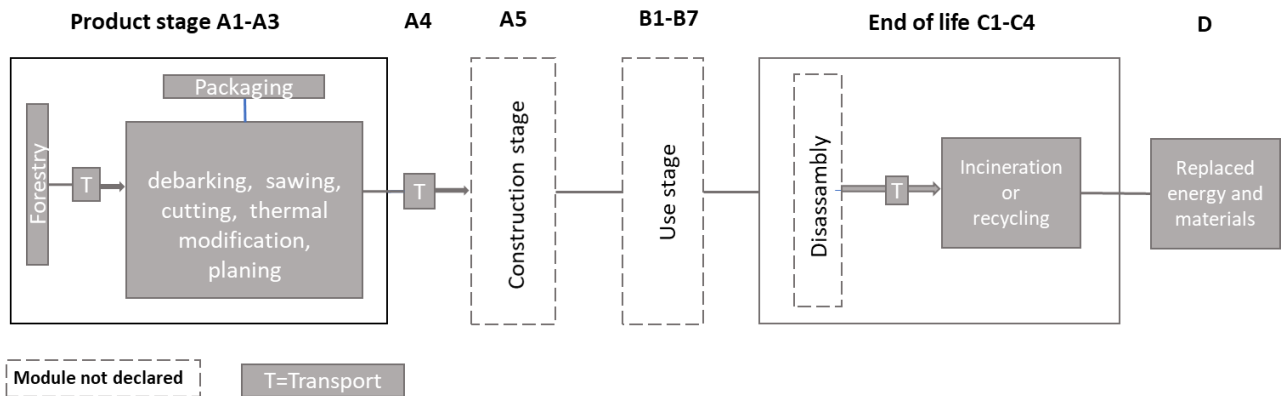 Product stage A1-A3
A4
A5
B1-B7
End of life C1-C4
D
Packaging
Forestry
T
debarking, sawing,
cutting, thermal
modification,
planing
T
Construction stage
Use stage
Disassambly
T
Incineration
or
recycling
Replaced
energy and
materials
Module not declared
T=Transport